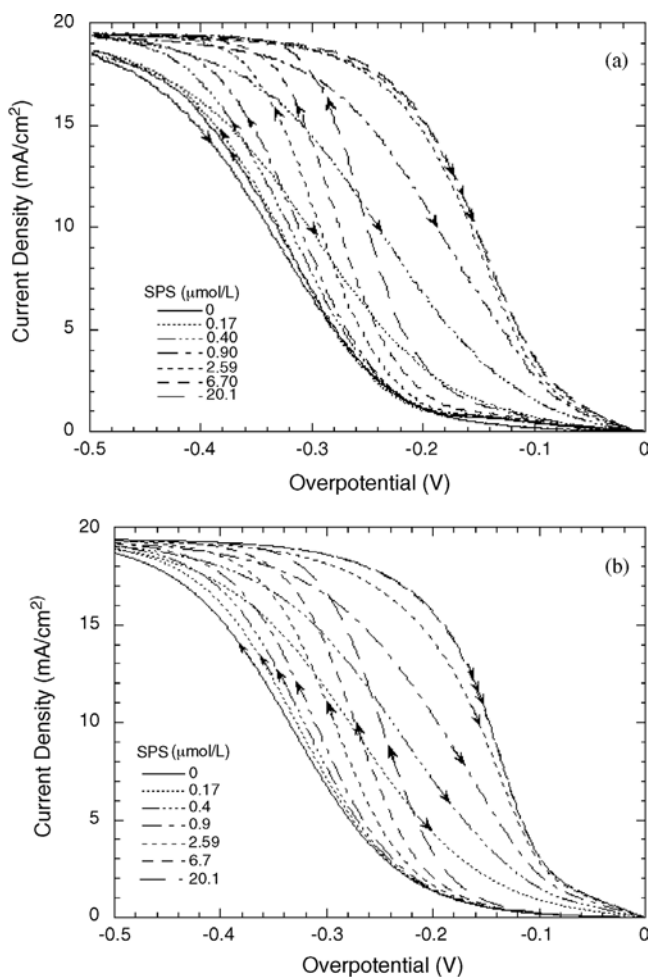 20
(a)
15
10
5
0
Current Density (mA/cm²)
SPS (µmol/L)
0
0.17
0.40
0.90
2.59
6.70
20.1
-0.5 -0.4 -0.3 -0.2 -0.1 0
Overpotential (V)
20
(b)
15
10
5
0
Current Density (mA/cm²)
SPS (µmol/L)
0
0.17
0.4
0.9
2.59
6.7
20.1
-0.5 -0.4 -0.3 -0.2 -0.1 0
Overpotential (V)